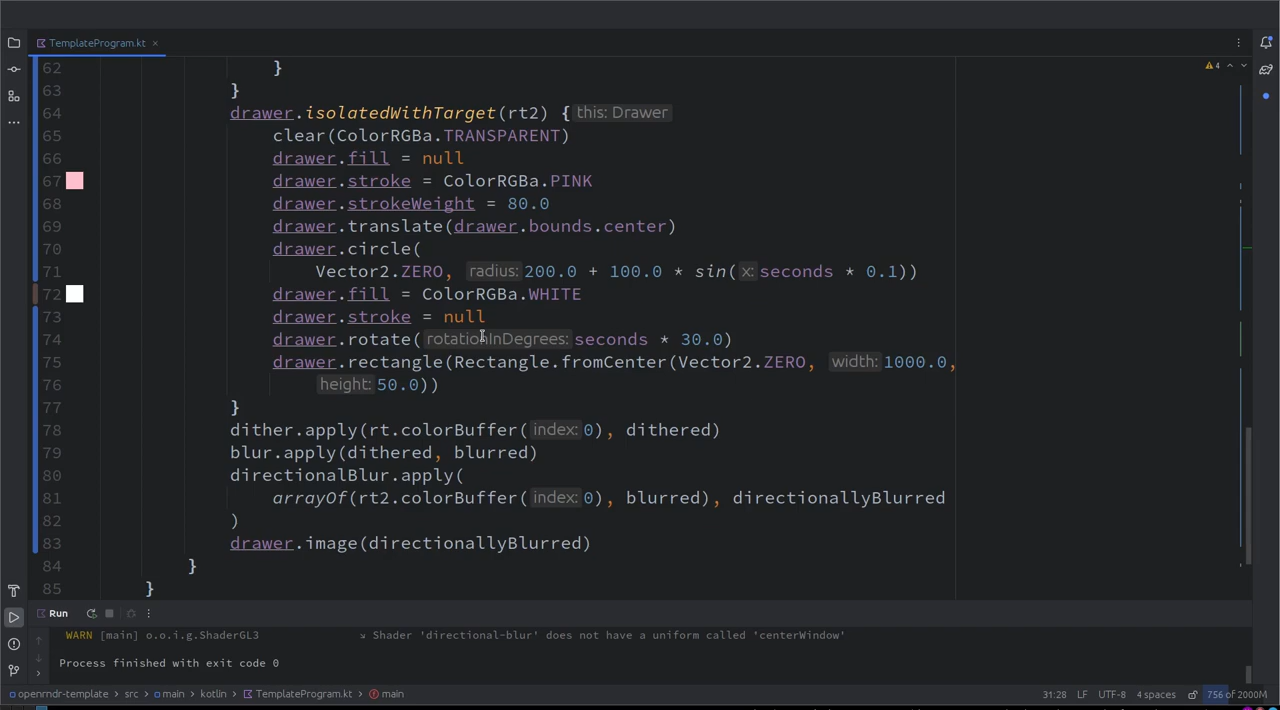 TemplateProgram.kt
4
62 }
63 }
64 drawer.isolatedWithTarget(rt2) { this: Drawer
65 clear(ColorRGBa.TRANSPARENT)
66 drawer.fill = null
67 drawer.stroke = ColorRGBa.PINK
68 drawer.strokeWeight = 80.0
69 drawer.translate(drawer.bounds.center)
70 drawer.circle(
71 Vector2.ZERO, radius: 200.0 + 100.0 * sin( x: seconds * 0.1))
72 drawer.fill = ColorRGBa.WHITE
73 drawer.stroke = null
74 drawer.rotate( rotationInDegrees: seconds * 30.0)
75 drawer.rectangle(Rectangle.fromCenter(Vector2.ZERO, width: 1000.0,
76 height: 50.0))
77 }
78 dither.apply(rt.colorBuffer( index: 0), dithered)
79 blur.apply(dithered, blurred)
80 directionalBlur.apply(
81 arrayOf(rt2.colorBuffer( index: 0), blurred), directionallyBlurred
82 )
83 drawer.image(directionallyBlurred)
84 }
85 }
Run
WARN [main] o.o.i.g.ShaderGL3 ↘ Shader 'directional-blur' does not have a uniform called 'centerWindow'
Process finished with exit code 0
openrndr-template > src > main > kotlin > TemplateProgram.kt > main 31:28 LF UTF-8 4 spaces 756 of 2000M